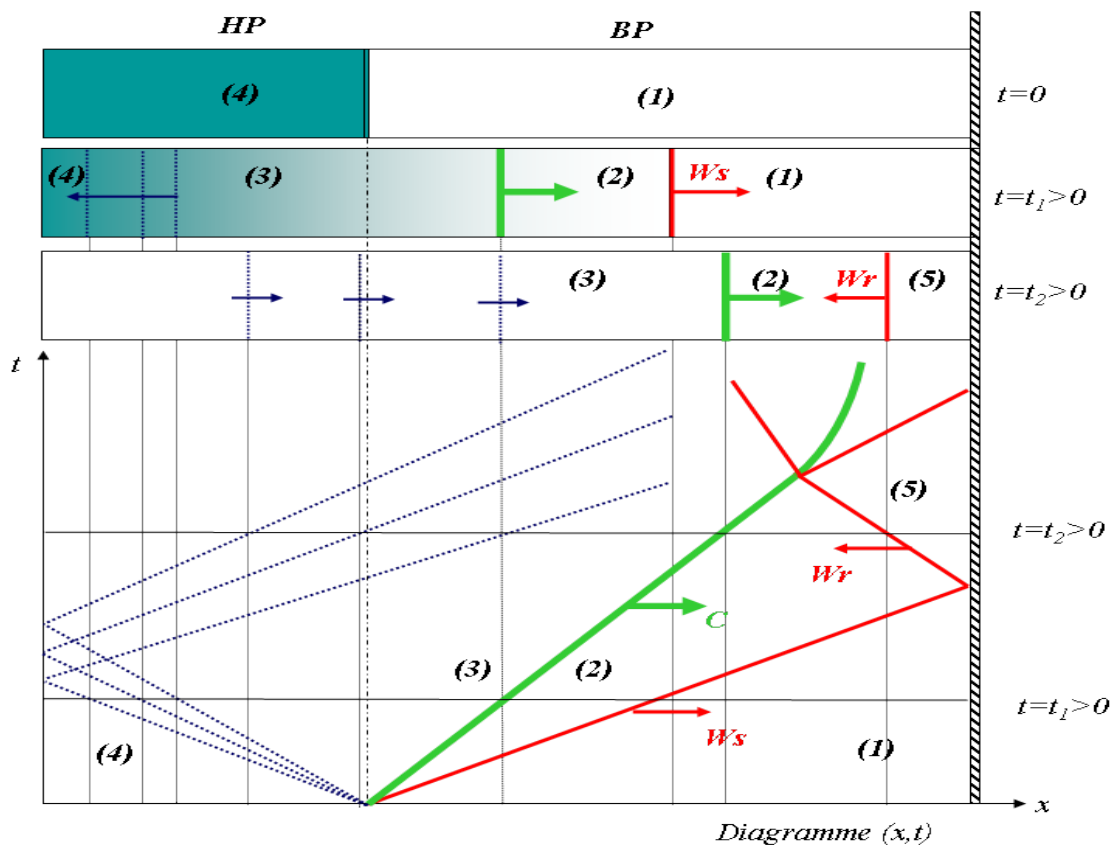 HP BP
(4) (1) t=0
(4) (3) (2) Ws (1) t=t1>0
(3) (2) Wr (5) t=t2>0
t
(5)
t=t2>0
Wr
C
(3) (2)
t=t1>0
Ws
(4) (1)
x
Diagramme (x,t)